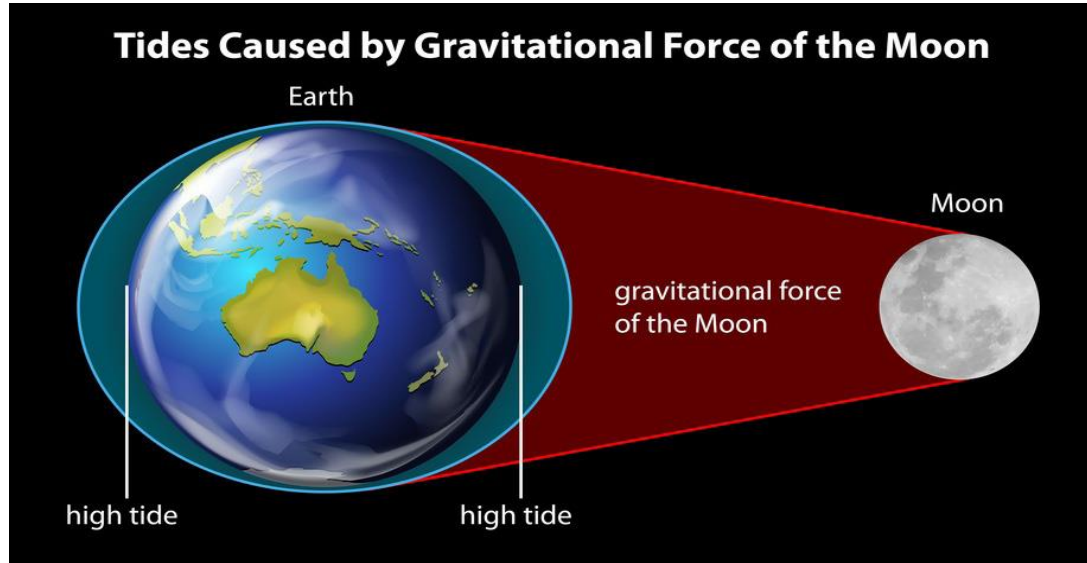 Tides Caused by Gravitational Force of the Moon
Earth
Moon
gravitational force
of the Moon
high tide
high tide